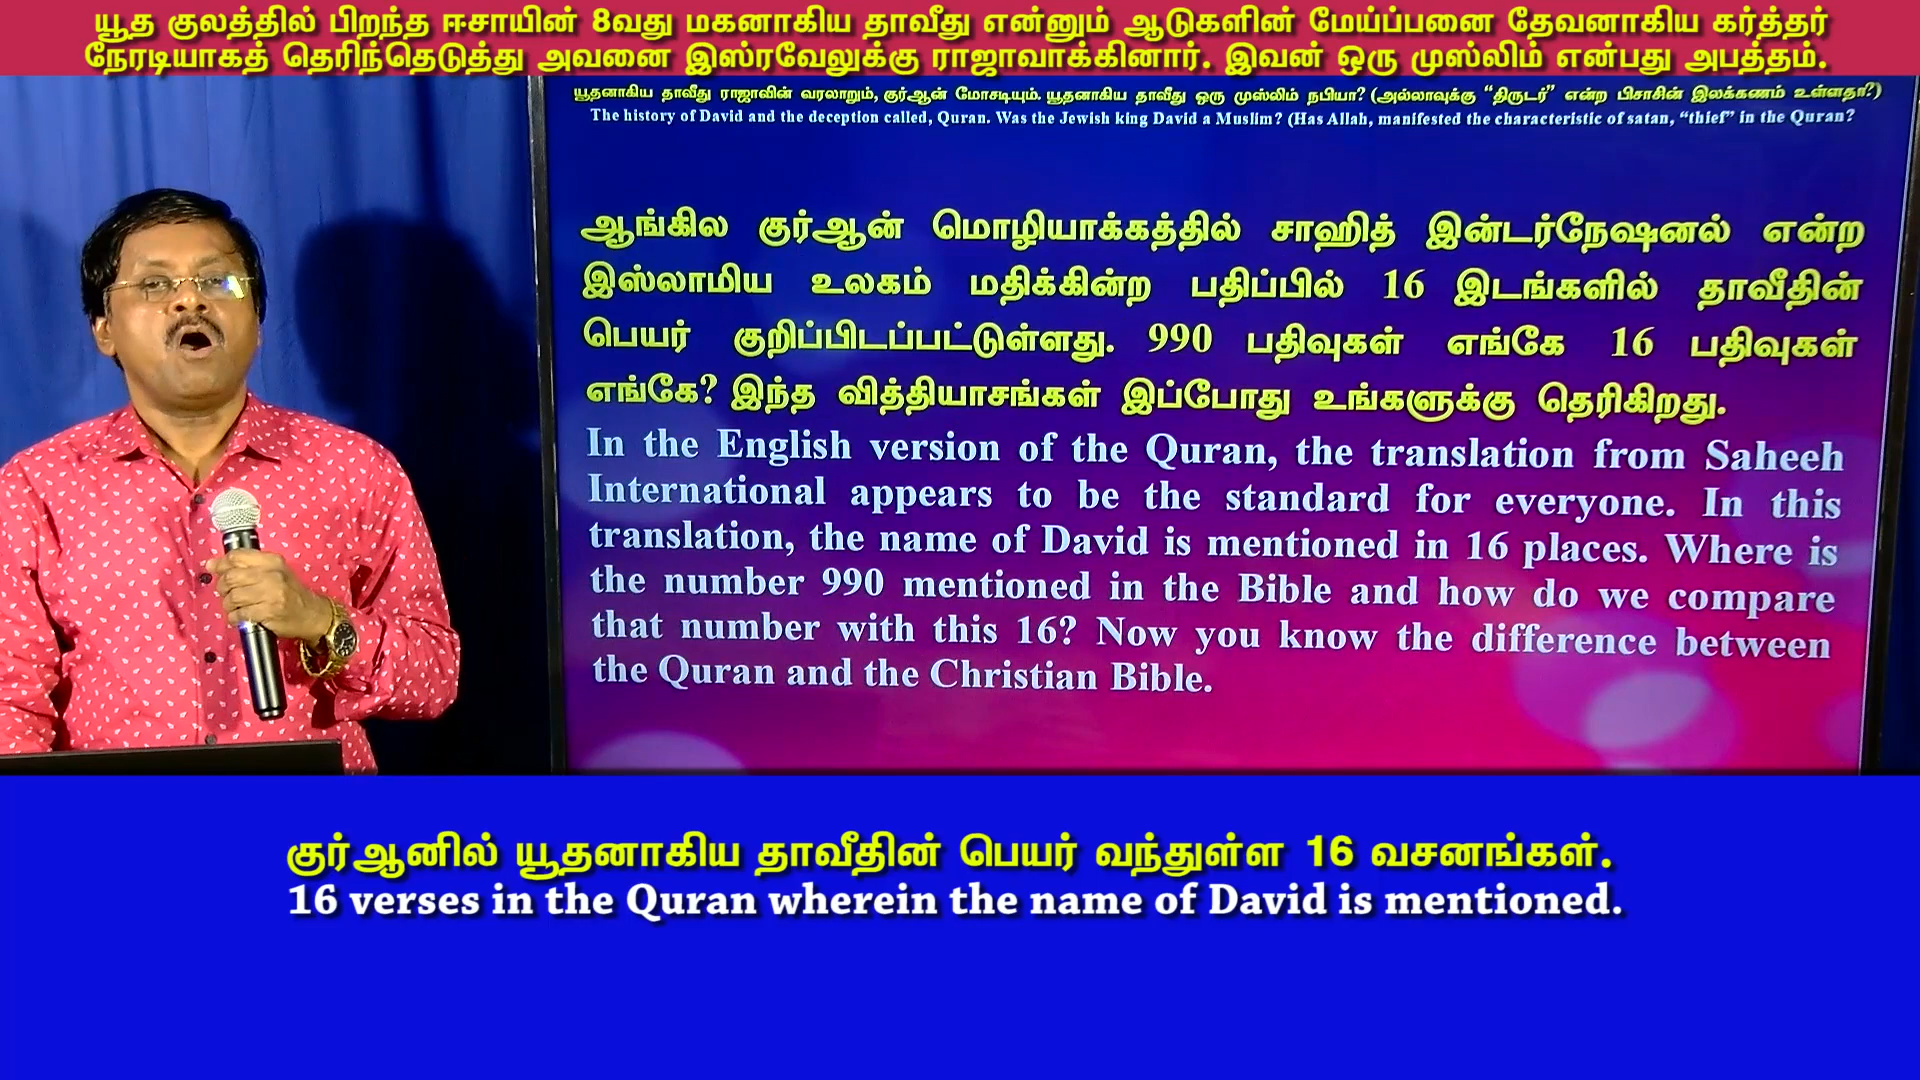 யூத குலத்தில் பிறந்த ஈசாயின் 8வது மகனாகிய தாவீது என்னும் ஆடுகளின் மேய்ப்பனை தேவனாகிய கர்த்தர்
நேரடியாகத் தெரிந்தெடுத்து அவனை இஸ்ரவேலுக்கு ராஜாவாக்கினார். இவன் ஒரு முஸ்லிம் என்பது அபத்தம்.
யூதனாகிய தாவீது ராஜாவின் வரலாறும், குர்ஆன் மோசடியும். யூதனாகிய தாவீது ஒரு முஸ்லிம் நபியா? (அல்லாவுக்கு “திருடர்” என்ற பிசாசின் இலக்கணம் உள்ளதா?)
The history of David and the deception called, Quran. Was the Jewish king David a Muslim? (Has Allah, manifested the characteristic of satan, “thief” in the Quran?
ஆங்கில குர்ஆன் மொழியாக்கத்தில் சாஹித் இன்டர்நேஷனல் என்ற
இஸ்லாமிய உலகம் மதிக்கின்ற பதிப்பில் 16 இடங்களில் தாவீதின்
பெயர் குறிப்பிடப்பட்டுள்ளது. 990 பதிவுகள் எங்கே 16 பதிவுகள்
எங்கே? இந்த வித்தியாசங்கள் இப்போது உங்களுக்கு தெரிகிறது.
In the English version of the Quran, the translation from Saheeh
International appears to be the standard for everyone. In this
translation, the name of David is mentioned in 16 places. Where is
the number 990 mentioned in the Bible and how do we compare
that number with this 16? Now you know the difference between
the Quran and the Christian Bible.
குர்ஆனில் யூதனாகிய தாவீதின் பெயர் வந்துள்ள 16 வசனங்கள்.
16 verses in the Quran wherein the name of David is mentioned.